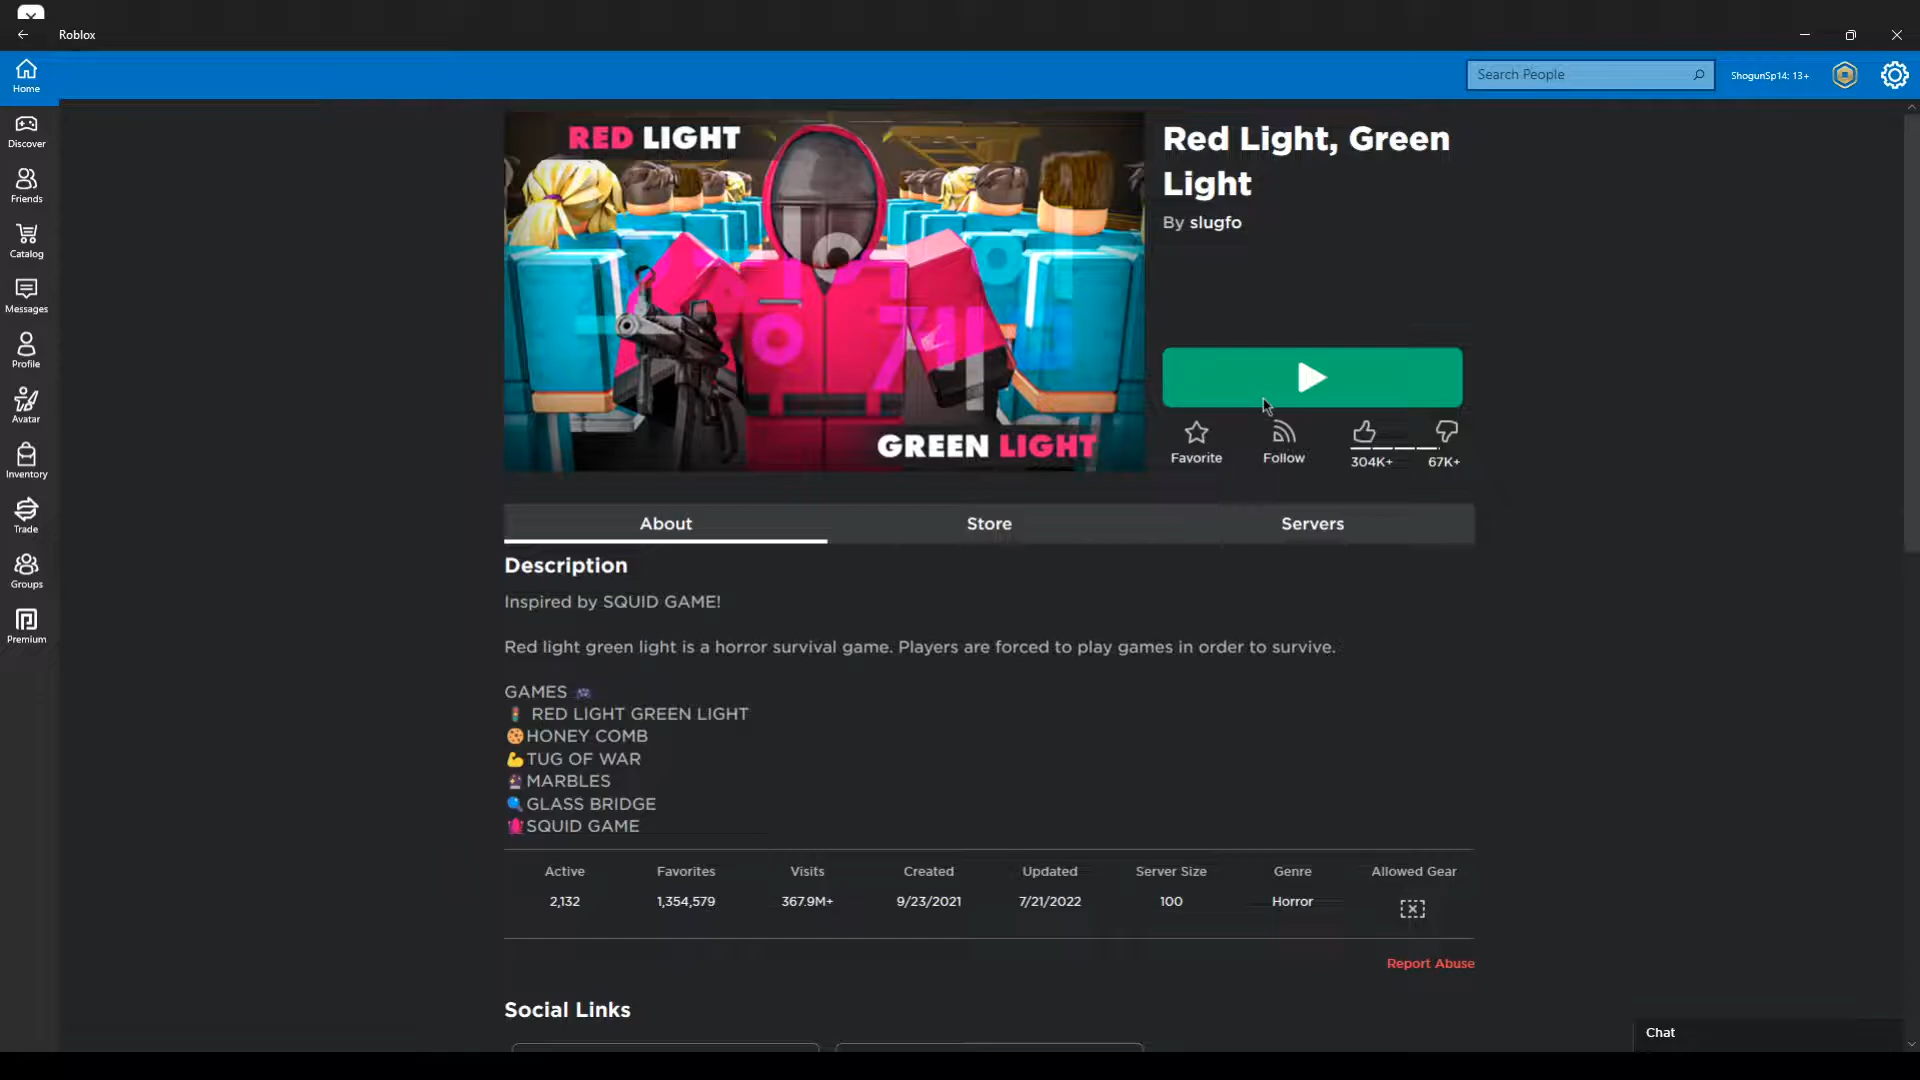 Roblox
Home
Search People
ShogunSp14: 13+
Discover
Friends
Catalog
Messages
Profile
Avatar
Inventory
Trade
Groups
Premium
RED LIGHT
GREEN LIGHT
Red Light, Green
Light
By slugfo
Favorite
Follow
304K+
67K+
About
Store
Servers
Description
Inspired by SQUID GAME!
Red light green light is a horror survival game. Players are forced to play games in order to survive.
GAMES 🎮
🚦 RED LIGHT GREEN LIGHT
🍪HONEY COMB
💪TUG OF WAR
🔮MARBLES
🔍GLASS BRIDGE
🦑SQUID GAME
Active Favorites Visits Created Updated Server Size Genre Allowed Gear
2,132 1,354,579 367.9M+ 9/23/2021 7/21/2022 100 Horror
Report Abuse
Social Links
Chat